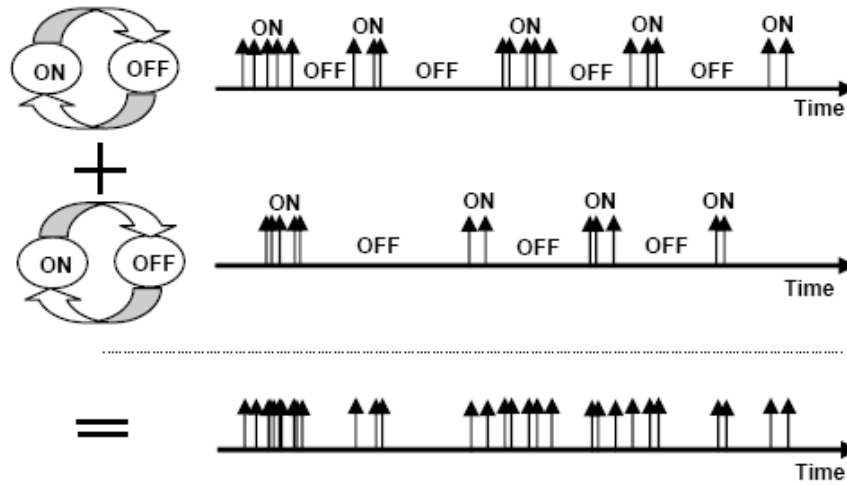 ON ON ON ON ON
ON OFF
OFF OFF OFF OFF
Time
+
ON ON ON ON
OFF OFF OFF
ON OFF
Time
=
Time